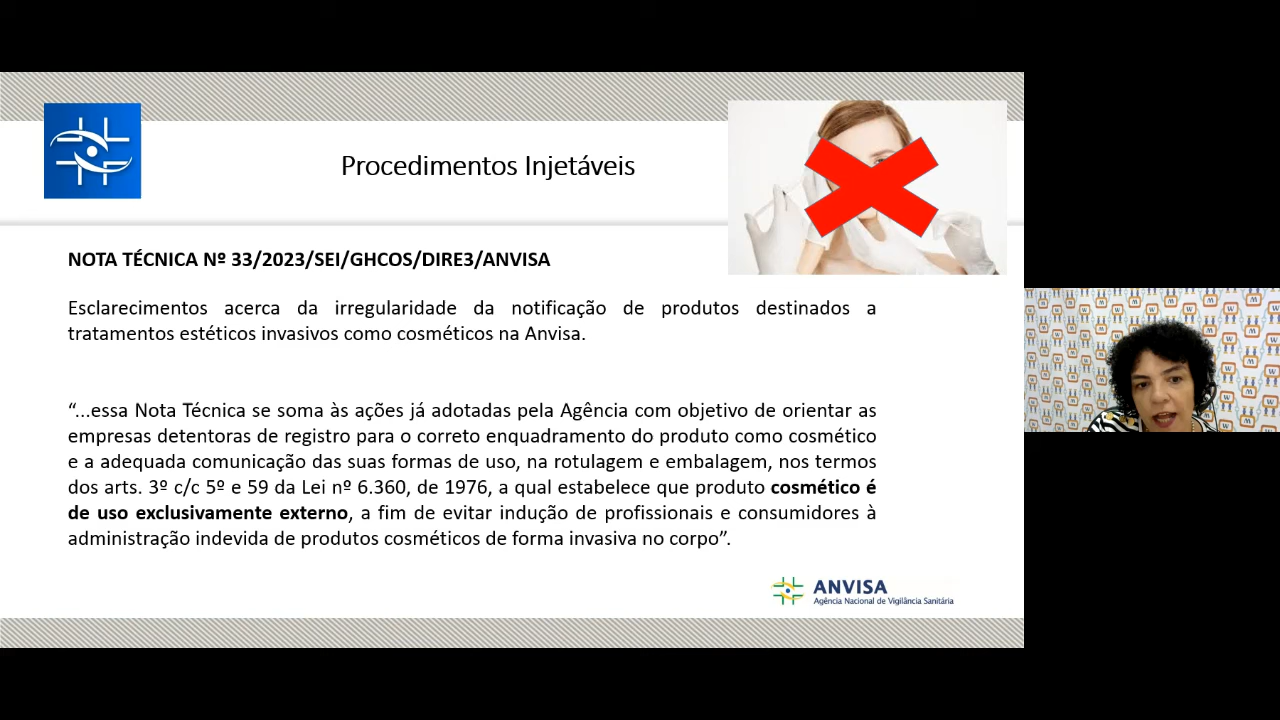 Procedimentos Injetáveis
NOTA TÉCNICA Nº 33/2023/SEI/GHCOS/DIRE3/ANVISA
Esclarecimentos acerca da irregularidade da notificação de produtos destinados a
tratamentos estéticos invasivos como cosméticos na Anvisa.
“...essa Nota Técnica se soma às ações já adotadas pela Agência com objetivo de orientar as
empresas detentoras de registro para o correto enquadramento do produto como cosmético
e a adequada comunicação das suas formas de uso, na rotulagem e embalagem, nos termos
dos arts. 3º c/c 5º e 59 da Lei nº 6.360, de 1976, a qual estabelece que produto cosmético é
de uso exclusivamente externo, a fim de evitar indução de profissionais e consumidores à
administração indevida de produtos cosméticos de forma invasiva no corpo”.
ANVISA
Agência Nacional de Vigilância Sanitária